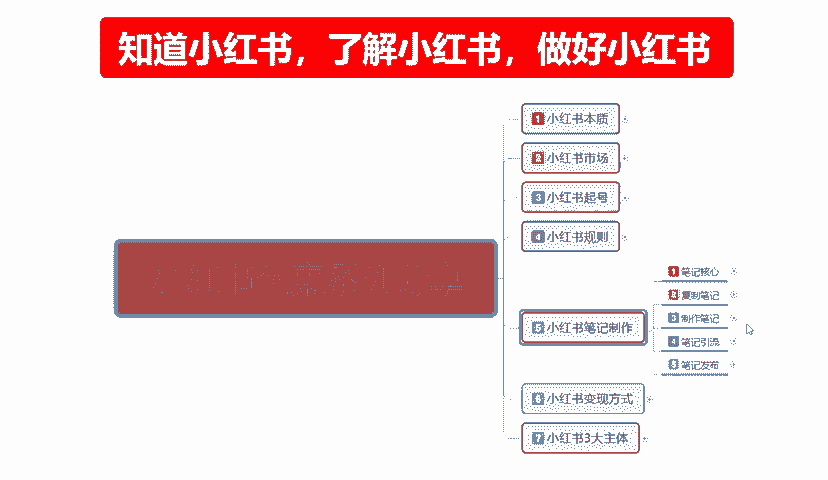 知道小红书，了解小红书，做好小红书
1 小红书本质
2 小红书市场
3 小红书起号
4 小红书规则
5 小红书笔记制作
1 笔记核心
2 复制笔记
3 制作笔记
4 笔记引流
5 笔记发布
6 小红书变现方式
7 小红书3大主体